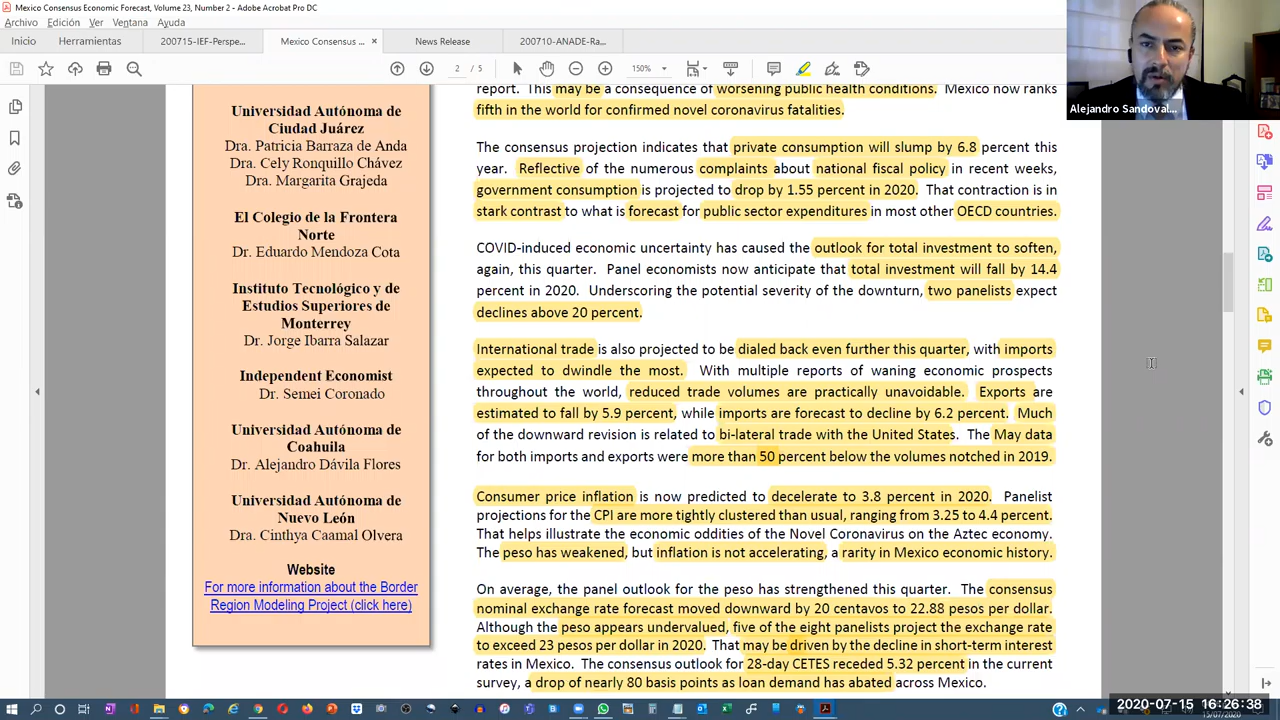 Mexico Consensus Economic Forecast, Volume 23, Number 2 - Adobe Acrobat Pro DC
Archivo Edición Ver Ventana Ayuda
Inicio Herramientas 200715-IEF-Perspe... Mexico Consensus ... × News Release 200710-ANADE-Ra...
2 / 5 150%
Alejandro Sandoval...
Universidad Autónoma de
Ciudad Juárez
Dra. Patricia Barraza de Anda
Dra. Cely Ronquillo Chávez
Dra. Margarita Grajeda
El Colegio de la Frontera
Norte
Dr. Eduardo Mendoza Cota
Instituto Tecnológico y de
Estudios Superiores de
Monterrey
Dr. Jorge Ibarra Salazar
Independent Economist
Dr. Semei Coronado
Universidad Autónoma de
Coahuila
Dr. Alejandro Dávila Flores
Universidad Autónoma de
Nuevo León
Dra. Cinthya Caamal Olvera
Website
For more information about the Border
Region Modeling Project (click here)
report. This may be a consequence of worsening public health conditions. Mexico now ranks
fifth in the world for confirmed novel coronavirus fatalities.
The consensus projection indicates that private consumption will slump by 6.8 percent this
year. Reflective of the numerous complaints about national fiscal policy in recent weeks,
government consumption is projected to drop by 1.55 percent in 2020. That contraction is in
stark contrast to what is forecast for public sector expenditures in most other OECD countries.
COVID-induced economic uncertainty has caused the outlook for total investment to soften,
again, this quarter. Panel economists now anticipate that total investment will fall by 14.4
percent in 2020. Underscoring the potential severity of the downturn, two panelists expect
declines above 20 percent.
International trade is also projected to be dialed back even further this quarter, with imports
expected to dwindle the most. With multiple reports of waning economic prospects
throughout the world, reduced trade volumes are practically unavoidable. Exports are
estimated to fall by 5.9 percent, while imports are forecast to decline by 6.2 percent. Much
of the downward revision is related to bi-lateral trade with the United States. The May data
for both imports and exports were more than 50 percent below the volumes notched in 2019.
Consumer price inflation is now predicted to decelerate to 3.8 percent in 2020. Panelist
projections for the CPI are more tightly clustered than usual, ranging from 3.25 to 4.4 percent.
That helps illustrate the economic oddities of the Novel Coronavirus on the Aztec economy.
The peso has weakened, but inflation is not accelerating, a rarity in Mexico economic history.
On average, the panel outlook for the peso has strengthened this quarter. The consensus
nominal exchange rate forecast moved downward by 20 centavos to 22.88 pesos per dollar.
Although the peso appears undervalued, five of the eight panelists project the exchange rate
to exceed 23 pesos per dollar in 2020. That may be driven by the decline in short-term interest
rates in Mexico. The consensus outlook for 28-day CETES receded 5.32 percent in the current
survey, a drop of nearly 80 basis points as loan demand has abated across Mexico.
2020-07-15 16:26:38
15/07/2020